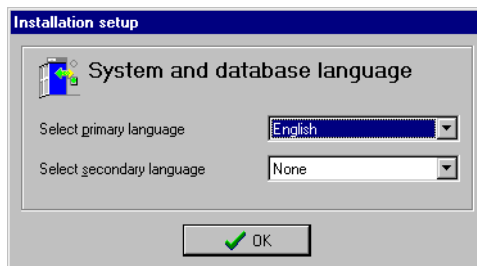 Installation setup
System and database language
Select primary language English
Select secondary language None
OK